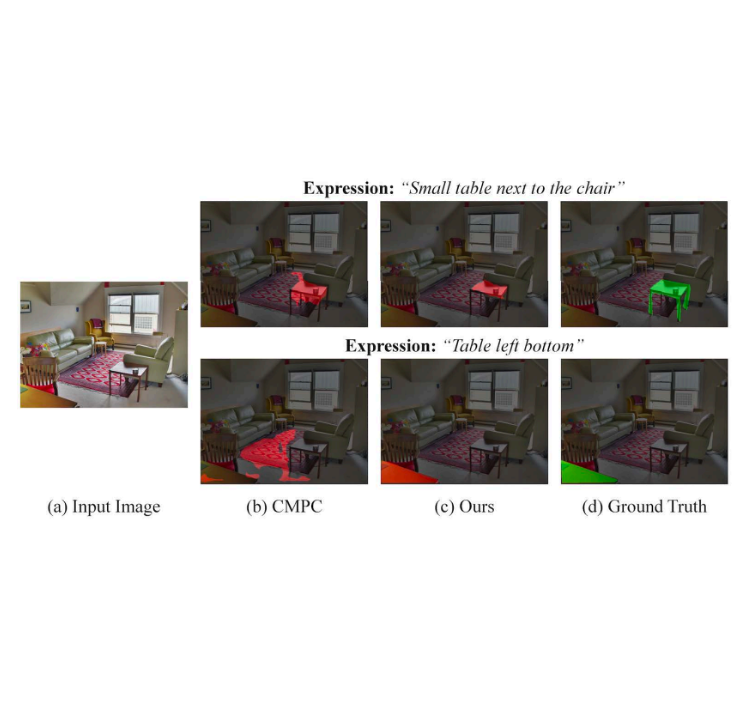 Expression: “Small table next to the chair”
Expression: “Table left bottom”
(a) Input Image
(b) CMPC
(c) Ours
(d) Ground Truth